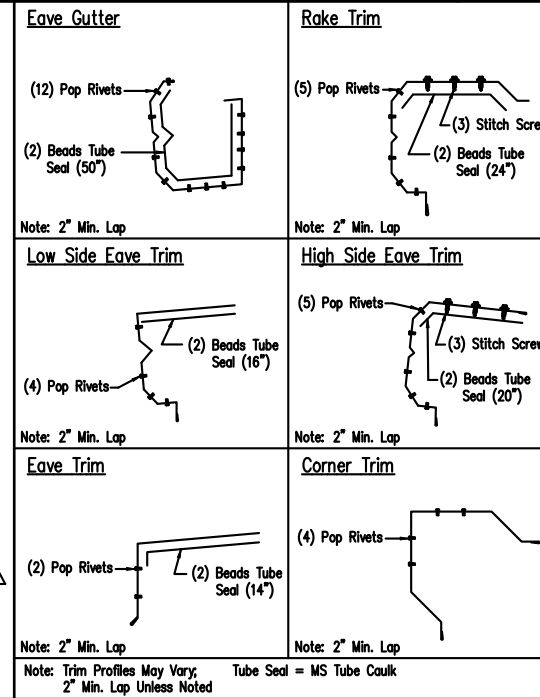 Eave Gutter
(12) Pop Rivets
(2) Beads Tube
Seal (50")
Note: 2" Min. Lap
Rake Trim
(5) Pop Rivets
(3) Stitch Screw
(2) Beads Tube
Seal (24")
Note: 2" Min. Lap
Low Side Eave Trim
(2) Beads Tube
Seal (16")
(4) Pop Rivets
Note: 2" Min. Lap
High Side Eave Trim
(5) Pop Rivets
(3) Stitch Screw
(2) Beads Tube
Seal (20")
Note: 2" Min. Lap
Eave Trim
(2) Pop Rivets
(2) Beads Tube
Seal (14")
Note: 2" Min. Lap
Corner Trim
(4) Pop Rivets
Note: 2" Min. Lap
Note: Trim Profiles May Vary; Tube Seal = MS Tube Caulk
2" Min. Lap Unless Noted